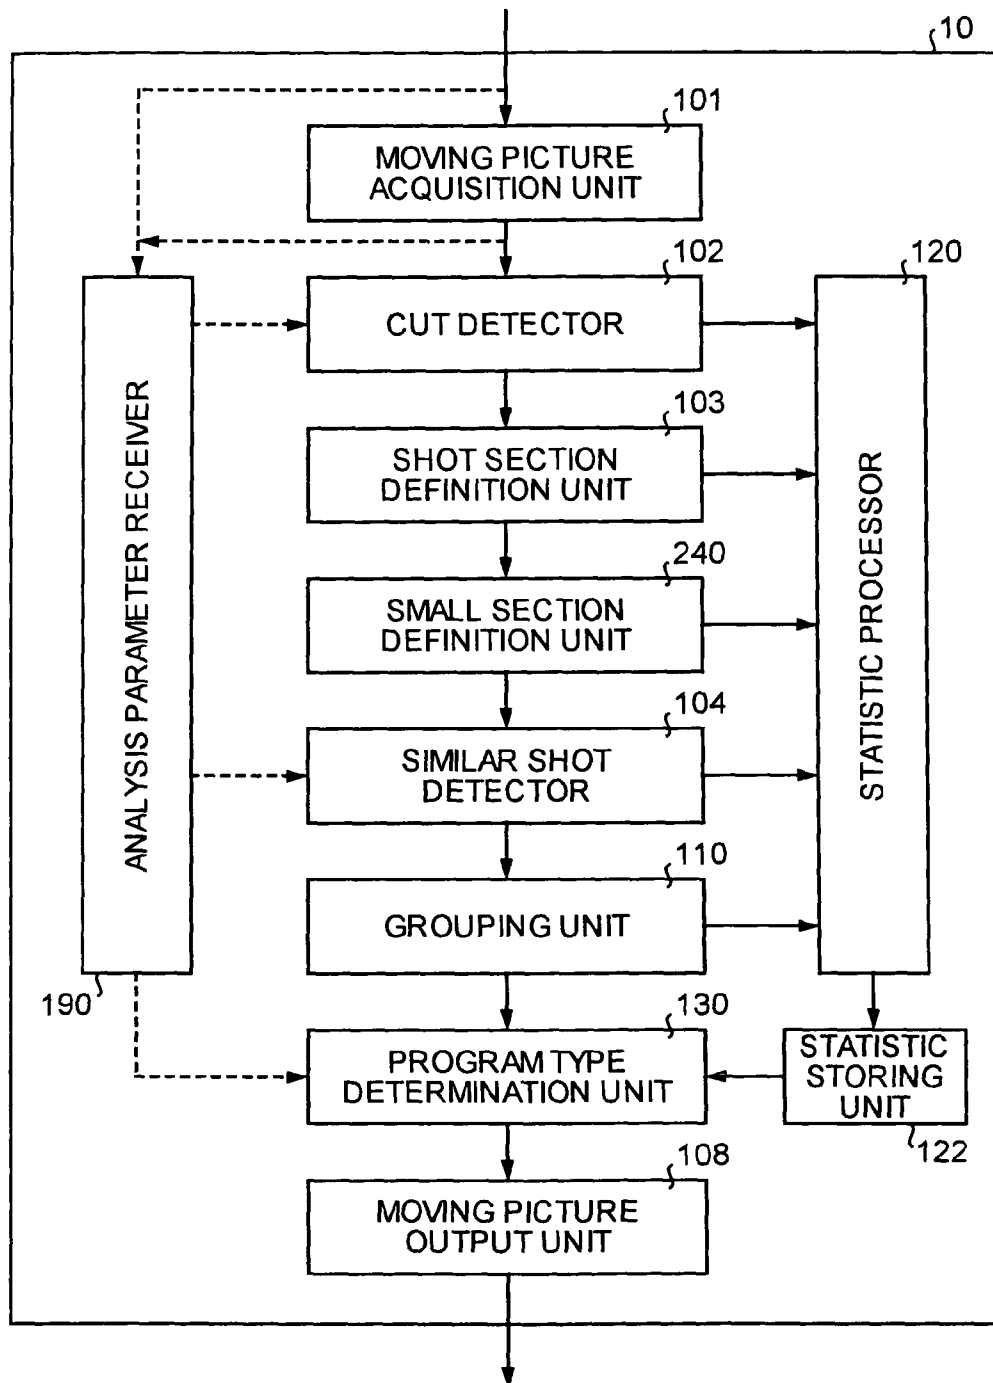 10
101
MOVING PICTURE
ACQUISITION UNIT
102
CUT DETECTOR
120
STATISTIC PROCESSOR
ANALYSIS PARAMETER RECEIVER
103
SHOT SECTION
DEFINITION UNIT
240
SMALL SECTION
DEFINITION UNIT
104
SIMILAR SHOT
DETECTOR
110
GROUPING UNIT
190
130
PROGRAM TYPE
DETERMINATION UNIT
STATISTIC
STORING
UNIT
122
108
MOVING PICTURE
OUTPUT UNIT